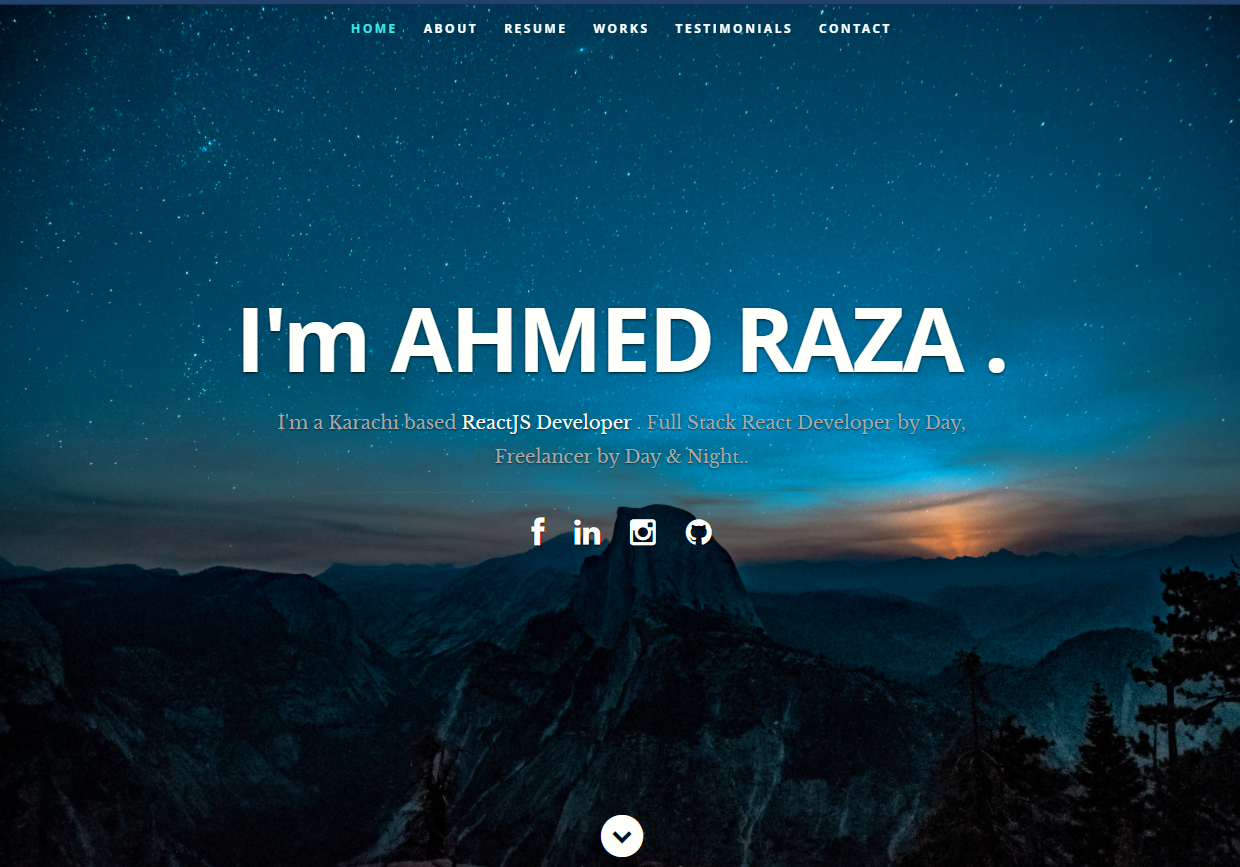 HOME ABOUT RESUME WORKS TESTIMONIALS CONTACT
I'm AHMED RAZA .
I'm a Karachi based ReactJS Developer . Full Stack React Developer by Day,
Freelancer by Day & Night..